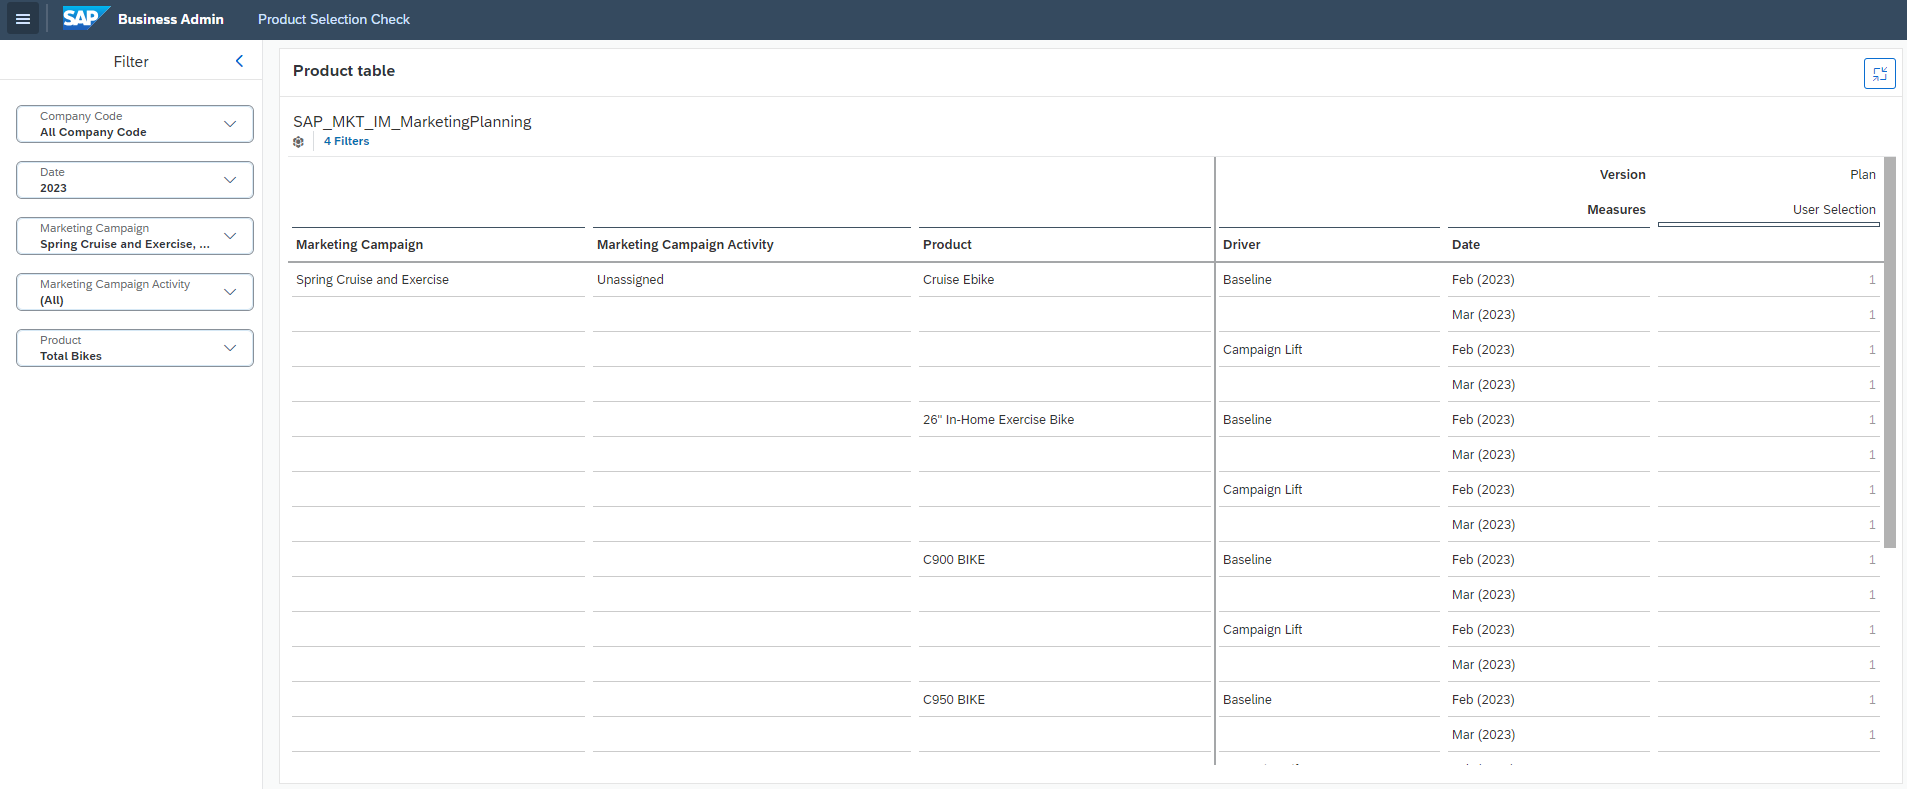 SAP Business Admin Product Selection Check
Filter
Company Code
All Company Code
Date
2023
Marketing Campaign
Spring Cruise and Exercise, ...
Marketing Campaign Activity
(All)
Product
Total Bikes
Product table
SAP_MKT_IM_MarketingPlanning
4 Filters
Version Plan
Measures User Selection
Marketing Campaign Marketing Campaign Activity Product Driver Date
Spring Cruise and Exercise Unassigned Cruise Ebike Baseline Feb (2023) 1
Mar (2023) 1
Campaign Lift Feb (2023) 1
Mar (2023) 1
26" In-Home Exercise Bike Baseline Feb (2023) 1
Mar (2023) 1
Campaign Lift Feb (2023) 1
Mar (2023) 1
C900 BIKE Baseline Feb (2023) 1
Mar (2023) 1
Campaign Lift Feb (2023) 1
Mar (2023) 1
C950 BIKE Baseline Feb (2023) 1
Mar (2023) 1